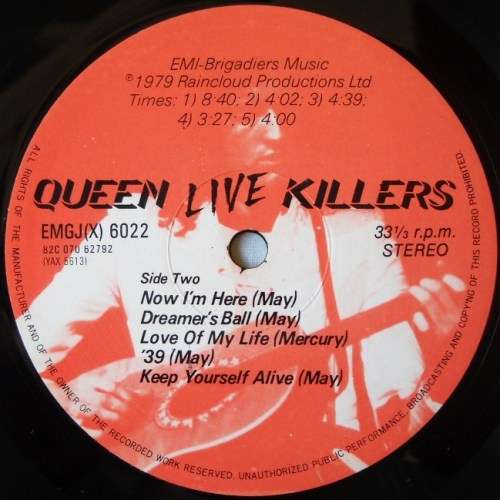 EMI-Brigadiers Music
℗1979 Raincloud Productions Ltd
Times: 1) 8·40; 2) 4:02; 3) 4:39;
4) 3:27; 5) 4:00
QUEEN LIVE KILLERS
EMGJ(X) 6022
82C 070 62792
(YAX 5613)
33⅓ r.p.m.
STEREO
Side Two
Now I'm Here (May)
Dreamer's Ball (May)
Love Of My Life (Mercury)
'39 (May)
Keep Yourself Alive (May)
ALL RIGHTS OF THE MANUFACTURER AND OF THE OWNER OF THE RECORDED WORK RESERVED. UNAUTHORIZED PUBLIC PERFORMANCE, BROADCASTING AND COPYING OF THIS RECORD PROHIBITED.